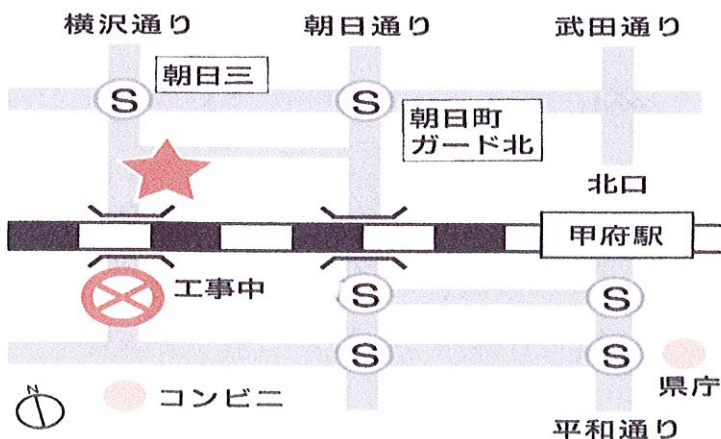 横沢通り
朝日通り
武田通り
S
朝日三
S
朝日町
ガード北
北口
甲府駅
工事中
S
S
S
S
N
コンビニ
県庁
平和通り